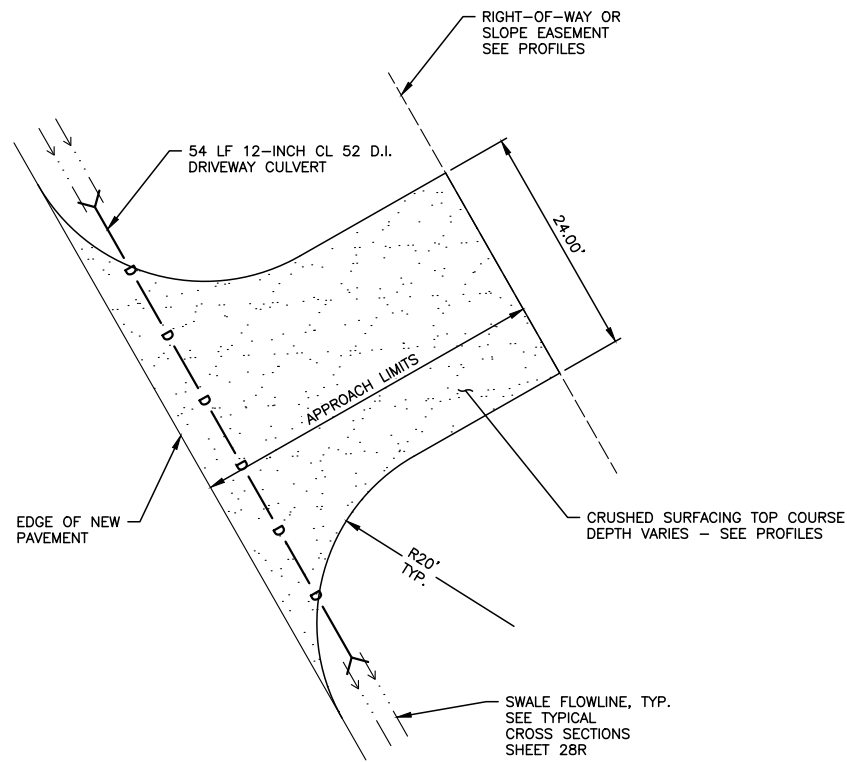 RIGHT-OF-WAY OR
SLOPE EASEMENT
SEE PROFILES
54 LF 12-INCH CL 52 D.I.
DRIVEWAY CULVERT
24.00'
D
D
D
APPROACH LIMITS
D
D
D
EDGE OF NEW
PAVEMENT
CRUSHED SURFACING TOP COURSE
DEPTH VARIES - SEE PROFILES
R20'
TYP.
SWALE FLOWLINE, TYP.
SEE TYPICAL
CROSS SECTIONS
SHEET 28R